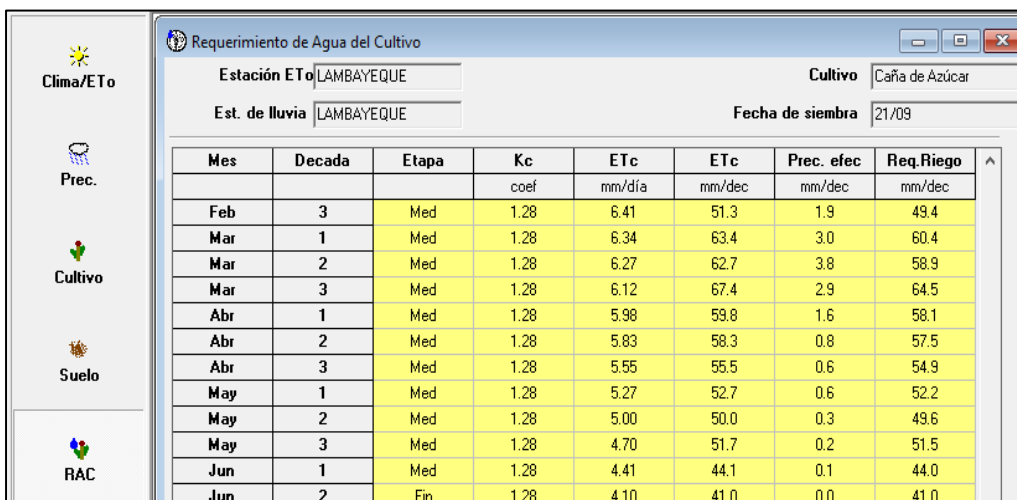 Requerimiento de Agua del Cultivo
Clima/ETo
Estación ETo LAMBAYEQUE Cultivo Caña de Azúcar
Est. de lluvia LAMBAYEQUE Fecha de siembra 21/09
Prec.
Cultivo
Suelo
RAC
Mes Decada Etapa Kc ETc ETc Prec. efec Req.Riego
coef mm/día mm/dec mm/dec mm/dec
Feb 3 Med 1.28 6.41 51.3 1.9 49.4
Mar 1 Med 1.28 6.34 63.4 3.0 60.4
Mar 2 Med 1.28 6.27 62.7 3.8 58.9
Mar 3 Med 1.28 6.12 67.4 2.9 64.5
Abr 1 Med 1.28 5.98 59.8 1.6 58.1
Abr 2 Med 1.28 5.83 58.3 0.8 57.5
Abr 3 Med 1.28 5.55 55.5 0.6 54.9
May 1 Med 1.28 5.27 52.7 0.6 52.2
May 2 Med 1.28 5.00 50.0 0.3 49.6
May 3 Med 1.28 4.70 51.7 0.2 51.5
Jun 1 Med 1.28 4.41 44.1 0.1 44.0
Jun 2 Fin 1.28 4.10 41.0 0.0 41.0